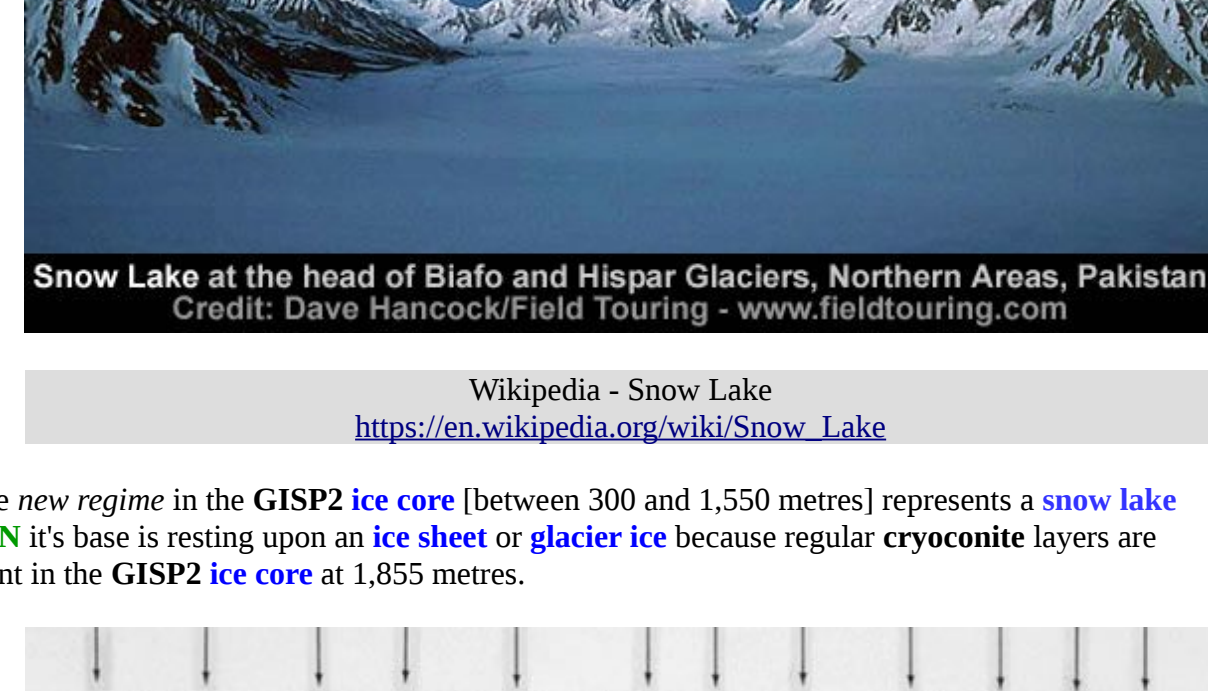 Snow Lake at the head of Biafo and Hispar Glaciers, Northern Areas, Pakistan
Credit: Dave Hancock/Field Touring - www.fieldtouring.com
Wikipedia - Snow Lake
https://en.wikipedia.org/wiki/Snow_Lake
new regime in the GISP2 ice core [between 300 and 1,550 metres] represents a snow lake
it's base is resting upon an ice sheet or glacier ice because regular cryoconite layers are
in the GISP2 ice core at 1,855 metres.